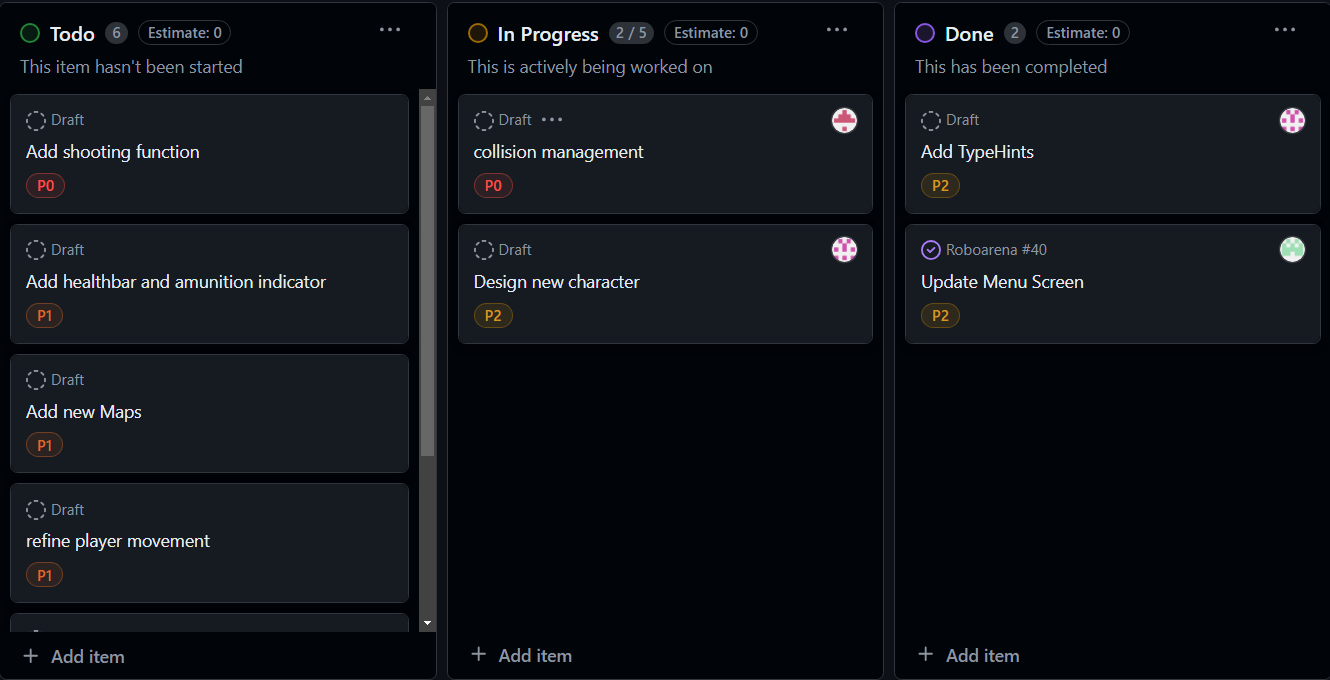 Todo 6 Estimate: 0
This item hasn't been started
Draft
Add shooting function
P0
Draft
Add healthbar and amunition indicator
P1
Draft
Add new Maps
P1
Draft
refine player movement
P1
Add item
In Progress 2 / 5 Estimate: 0
This is actively being worked on
Draft
collision management
P0
Draft
Design new character
P2
Add item
Done 2 Estimate: 0
This has been completed
Draft
Add TypeHints
P2
Roboarena #40
Update Menu Screen
P2
Add item